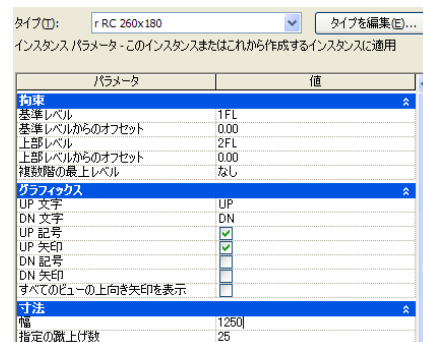 タイプ(T): r RC 260x180 タイプを編集(E)...
インスタンス パラメータ - このインスタンスまたはこれから作成するインスタンスに適用
パラメータ 値
拘束
基準レベル 1FL
基準レベルからのオフセット 0.00
上部レベル 2FL
上部レベルからのオフセット 0.00
複数階の最上レベル なし
グラフィックス
UP 文字 UP
DN 文字 DN
UP 記号
UP 矢印
DN 記号
DN 矢印
すべてのビューの上向き矢印を表示
寸法
幅 1250
指定の蹴上げ数 25